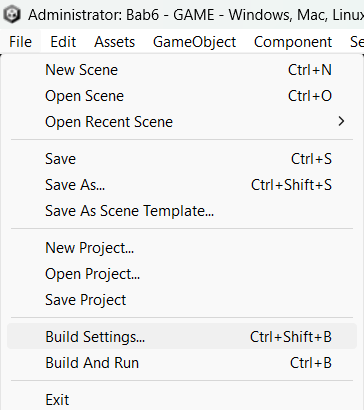 Administrator: Bab6 - GAME - Windows, Mac, Linux
File Edit Assets GameObject Component Se
New Scene Ctrl+N
Open Scene Ctrl+O
Open Recent Scene
Save Ctrl+S
Save As... Ctrl+Shift+S
Save As Scene Template...
New Project...
Open Project...
Save Project
Build Settings... Ctrl+Shift+B
Build And Run Ctrl+B
Exit